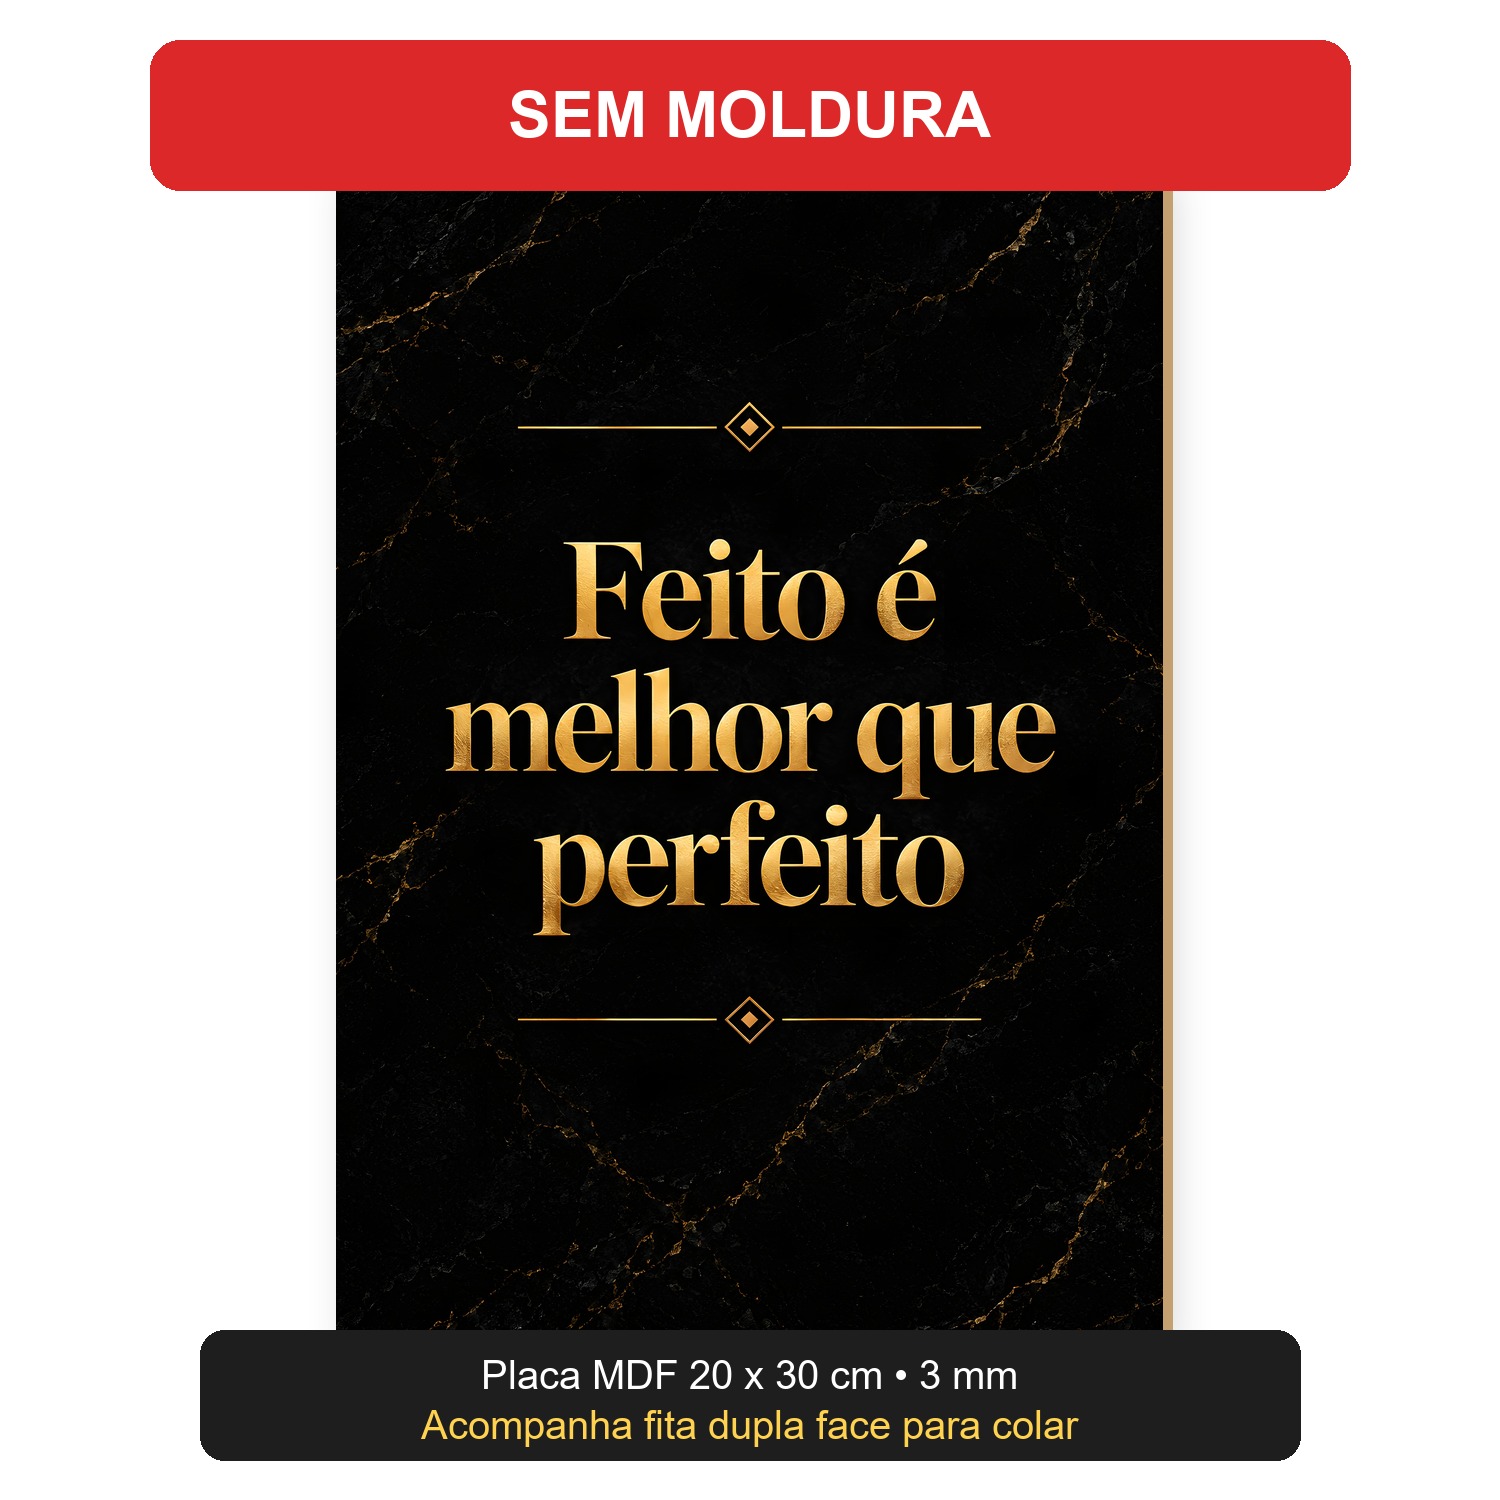 SEM MOLDURA
Feito é
melhor que
perfeito
Placa MDF 20 x 30 cm • 3 mm
Acompanha fita dupla face para colar